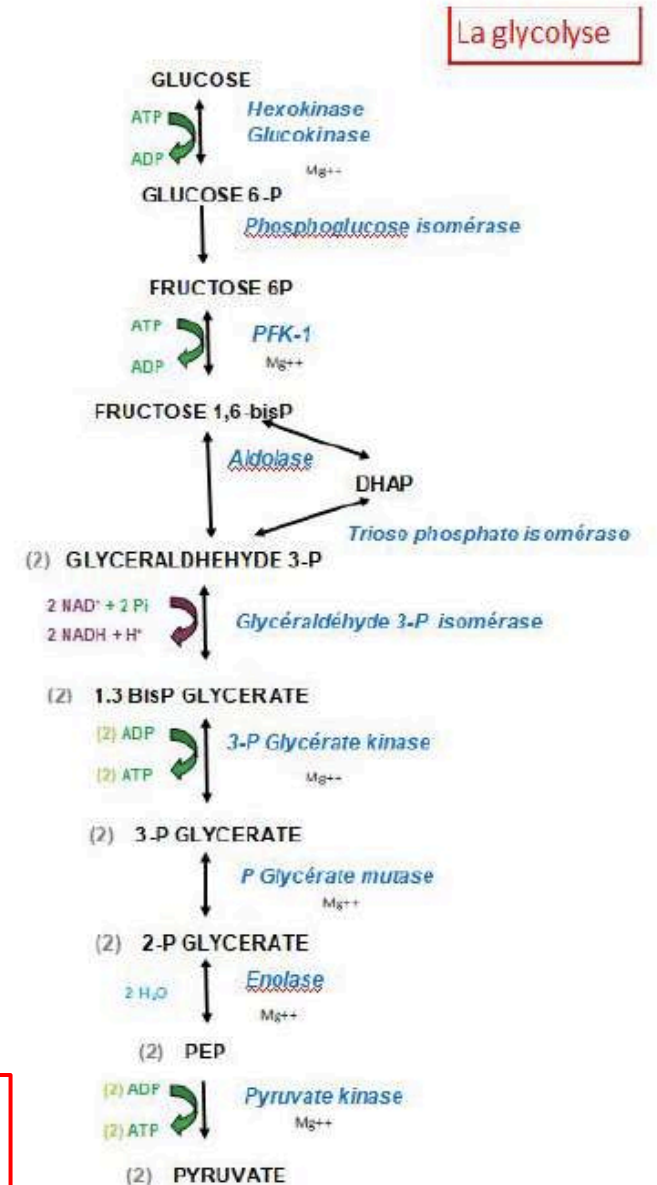 La glycolyse
GLUCOSE
ATP
ADP
Hexokinase
Glucokinase
Mg++
GLUCOSE 6-P
Phosphoglucose isomérase
FRUCTOSE 6P
ATP
ADP
PFK-1
Mg++
FRUCTOSE 1,6-bisP
Aldolase
DHAP
Triose phosphate isomérase
(2) GLYCERALDHEHYDE 3-P
2 NAD⁺ + 2 Pi
2 NADH + H⁺
Glycéraldéhyde 3-P isomérase
(2) 1.3 BisP GLYCERATE
(2) ADP
(2) ATP
3-P Glycérate kinase
Mg++
(2) 3-P GLYCERATE
P Glycérate mutase
Mg++
(2) 2-P GLYCERATE
2 H₂O
Enolase
Mg++
(2) PEP
(2) ADP
(2) ATP
Pyruvate kinase
Mg++
(2) PYRUVATE